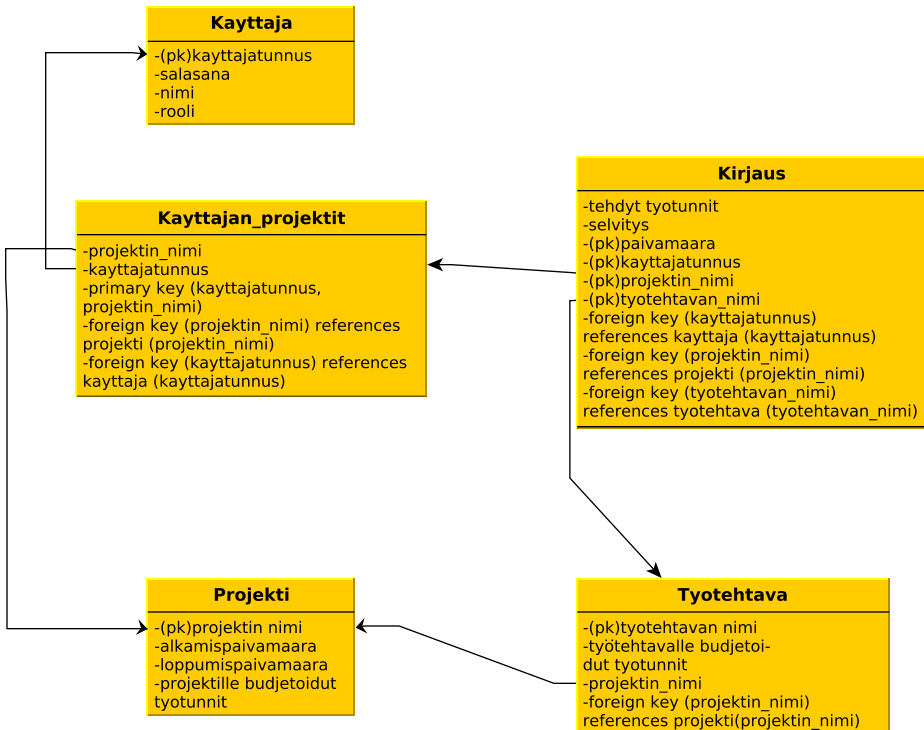 Kayttaja
-(pk)kayttajatunnus
-salasana
-nimi
-rooli
Kayttajan_projektit
-projektin_nimi
-kayttajatunnus
-primary key (kayttajatunnus,
projektin_nimi)
-foreign key (projektin_nimi) references
projekti (projektin_nimi)
-foreign key (kayttajatunnus) references
kayttaja (kayttajatunnus)
Kirjaus
-tehdyt tyotunnit
-selvitys
-(pk)paivamaara
-(pk)kayttajatunnus
-(pk)projektin_nimi
-(pk)tyotehtavan_nimi
-foreign key (kayttajatunnus)
references kayttaja (kayttajatunnus)
-foreign key (projektin_nimi)
references projekti (projektin_nimi)
-foreign key (tyotehtavan_nimi)
references tyotehtava (tyotehtavan_nimi)
Projekti
-(pk)projektin nimi
-alkamispaivamaara
-loppumispaivamaara
-projektille budjetoidut
tyotunnit
Tyotehtava
-(pk)tyotehtavan nimi
-työtehtavalle budjetoi-
dut tyotunnit
-projektin_nimi
-foreign key (projektin_nimi)
references projekti(projektin_nimi)